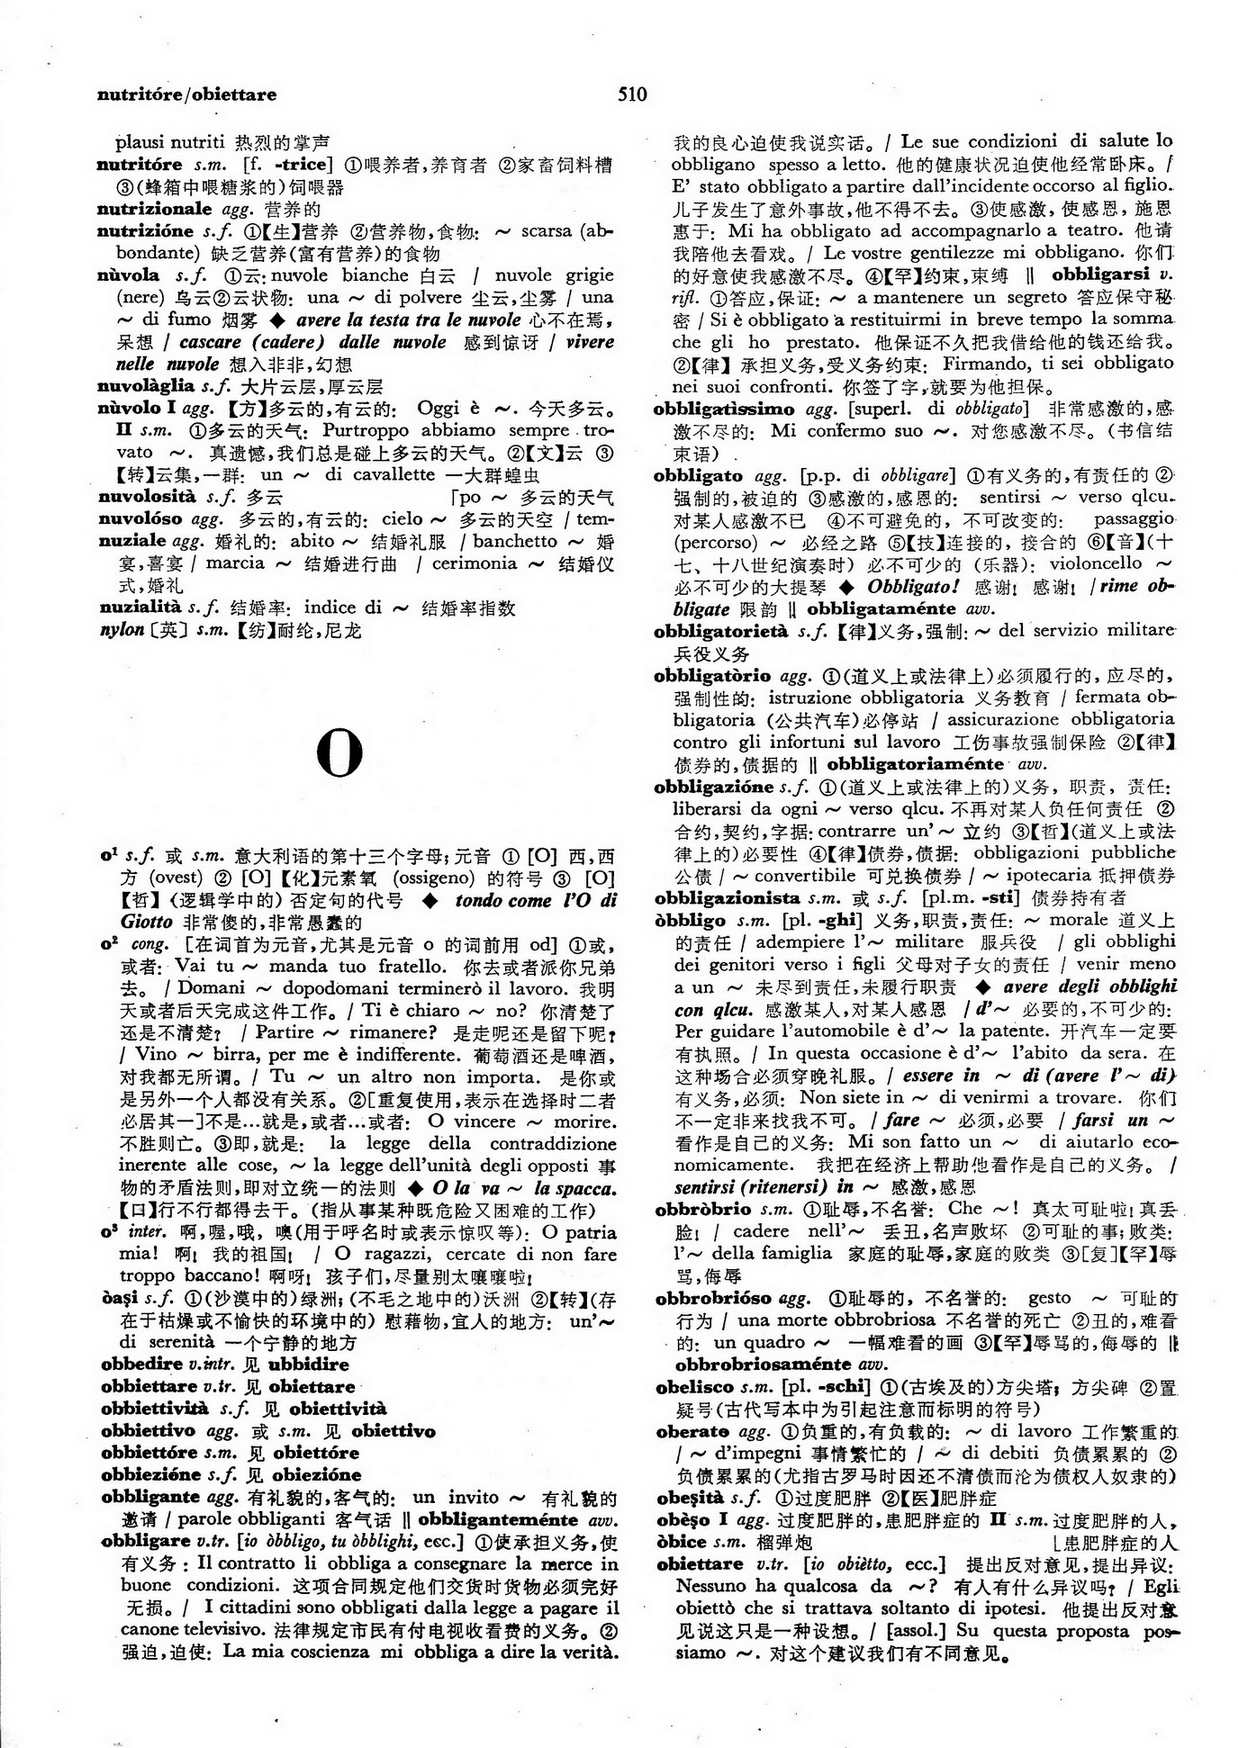 nutritóre/obiettare
510
plausi nutriti 热烈的掌声
nutritóre s.m. [f. -trice] ①喂养者,养育者 ②家畜饲料槽
③(蜂箱中喂糖浆的)饲喂器
nutrizionale agg. 营养的
nutrizióne s.f. ①【生】营养 ②营养物,食物: ~ scarsa (ab-
bondante) 缺乏营养(富有营养)的食物
nùvola s.f. ①云: nuvole bianche 白云 / nuvole grigie
(nere) 乌云②云状物: una ~ di polvere 尘云,尘雾 / una
~ di fumo 烟雾 ◆ avere la testa tra le nuvole 心不在焉,
呆想 / cascare (cadere) dalle nuvole 感到惊讶 / vivere
nelle nuvole 想入非非,幻想
nuvolàglia s.f. 大片云层,厚云层
nùvolo I agg. 【方】多云的,有云的: Oggi è ~. 今天多云。
II s.m. ①多云的天气: Purtroppo abbiamo sempre tro-
vato ~. 真遗憾,我们总是碰上多云的天气。②【文】云 ③
【转】云集,一群: un ~ di cavallette 一大群蝗虫
nuvolosità s.f. 多云 「po ~ 多云的天气
nuvolóso agg. 多云的,有云的: cielo ~ 多云的天空 / tem-
nuziale agg. 婚礼的: abito ~ 结婚礼服 / banchetto ~ 婚
宴,喜宴 / marcia ~ 结婚进行曲 / cerimonia ~ 结婚仪
式,婚礼
nuzialità s.f. 结婚率: indice di ~ 结婚率指数
nylon [英] s.m. 【纺】耐纶,尼龙
O
o¹ s.f. 或 s.m. 意大利语的第十三个字母;元音 ① [O] 西,西
方 (ovest) ② [O] 【化】元素氧 (ossigeno) 的符号 ③ [O]
【哲】 (逻辑学中的) 否定句的代号 ◆ tondo come l'O di
Giotto 非常傻的,非常愚蠢的
o² cong. [在词首为元音,尤其是元音 o 的词前用 od] ①或,
或者: Vai tu ~ manda tuo fratello. 你去或者派你兄弟
去。 / Domani ~ dopodomani terminerò il lavoro. 我明
天或者后天完成这件工作。/ Ti è chiaro ~ no? 你清楚了
还是不清楚? / Partire ~ rimanere? 是走呢还是留下呢?
/ Vino ~ birra, per me è indifferente. 葡萄酒还是啤酒,
对我都无所谓。/ Tu ~ un altro non importa. 是你或
是另外一个人都没有关系。②[重复使用,表示在选择时二者
必居其一]不是…就是,或者…或者: O vincere ~ morire.
不胜则亡。③即,就是: la legge della contraddizione
inerente alle cose, ~ la legge dell'unità degli opposti 事
物的矛盾法则,即对立统一的法则 ◆ O la va ~ la spacca.
【口】行不行都得去干。(指从事某种既危险又困难的工作)
o³ inter. 啊,喔,哦, 噢(用于呼名时或表示惊叹等): O patria
mia! 啊! 我的祖国! / O ragazzi, cercate di non fare
troppo baccano! 啊呀! 孩子们,尽量别太嚷嚷啦!
òaṣi s.f. ①(沙漠中的)绿洲; (不毛之地中的)沃洲 ②【转】(存
在于枯燥或不愉快的环境中的) 慰藉物,宜人的地方: un'~
di serenità 一个宁静的地方
obbedire v.intr. 见 ubbidire
obbiettare v.tr. 见 obiettare
obbiettività s.f. 见 obiettività
obbiettivo agg. 或 s.m. 见 obiettivo
obbiettóre s.m. 见 obiettóre
obbiezióne s.f. 见 obiezióne
obbligante agg. 有礼貌的,客气的: un invito ~ 有礼貌的
邀请 / parole obbliganti 客气话 ‖ obbliganteménte avv.
obbligare v.tr. [io òbbligo, tu òbblighi, ecc.] ①使承担义务,使
有义务: Il contratto li obbliga a consegnare la merce in
buone condizioni. 这项合同规定他们交货时货物必须完好
无损。/ I cittadini sono obbligati dalla legge a pagare il
canone televisivo. 法律规定市民有付电视收看费的义务。②
强迫,迫使: La mia coscienza mi obbliga a dire la verità.
我的良心迫使我说实话。 / Le sue condizioni di salute lo
obbligano spesso a letto. 他的健康状况迫使他经常卧床。/
E' stato obbligato a partire dall'incidente occorso al figlio.
儿子发生了意外事故,他不得不去。③使感激, 使感恩, 施恩
惠于: Mi ha obbligato ad accompagnarlo a teatro. 他请
我陪他去看戏。/ Le vostre gentilezze mi obbligano. 你们
的好意使我感激不尽。④【罕】约束,束缚 ‖ obbligarsi v.
rifl. ①答应,保证: ~ a mantenere un segreto 答应保守秘
密 / Si è obbligato a restituirmi in breve tempo la somma
che gli ho prestato. 他保证不久把我借给他的钱还给我。
②【律】 承担义务,受义务约束: Firmando, ti sei obbligato
nei suoi confronti. 你签了字,就要为他担保。
obbligatissimo agg. [superl. di obbligato] 非常感激的,感
激不尽的: Mi confermo suo ~. 对您感激不尽。(书信结
束语)
obbligato agg. [p.p. di obbligare] ①有义务的,有责任的 ②
强制的,被迫的 ③感激的,感恩的: sentirsi ~ verso qlcu.
对某人感激不已 ④不可避免的, 不可改变的: passaggio
(percorso) ~ 必经之路 ⑤【技】连接的, 接合的 ⑥【音】(十
七、十八世纪演奏时) 必不可少的 (乐器): violoncello ~
必不可少的大提琴 ◆ Obbligato! 感谢! 感谢! / rime ob-
bligate 限韵 ‖ obbligataménte avv.
obbligatorietà s.f. 【律】义务,强制: ~ del servizio militare
兵役义务
obbligatòrio agg. ①(道义上或法律上)必须履行的, 应尽的,
强制性的: istruzione obbligatoria 义务教育 / fermata ob-
bligatoria (公共汽车)必停站 / assicurazione obbligatoria
contro gli infortuni sul lavoro 工伤事故强制保险 ②【律】
债券的,债据的 ‖ obbligatoriaménte avv.
obbligazióne s.f. ①(道义上或法律上的)义务, 职责, 责任:
liberarsi da ogni ~ verso qlcu. 不再对某人负任何责任 ②
合约,契约,字据: contrarre un'~ 立约 ③【哲】(道义上或法
律上的)必要性 ④【律】债券,债据: obbligazioni pubbliche
公债 / ~ convertibile 可兑换债券 / ~ ipotecaria 抵押债券
obbligazionista s.m. 或 s.f. [pl.m. -sti] 债券持有者
òbbligo s.m. [pl. -ghi] 义务,职责,责任: ~ morale 道义上
的责任 / adempiere l'~ militare 服兵役 / gli obblighi
dei genitori verso i figli 父母对子女的责任 / venir meno
a un ~ 未尽到责任,未履行职责 ◆ avere degli obblighi
con qlcu. 感激某人,对某人感恩 / d'~ 必要的,不可少的:
Per guidare l'automobile è d'~ la patente. 开汽车一定要
有执照。/ In questa occasione è d'~ l'abito da sera. 在
这种场合必须穿晚礼服。/ essere in ~ di (avere l'~ di)
有义务,必须: Non siete in ~ di venirmi a trovare. 你们
不一定非来找我不可。 / fare ~ 必须,必要 / farsi un ~
看作是自己的义务: Mi son fatto un ~ di aiutarlo eco-
nomicamente. 我把在经济上帮助他看作是自己的义务。 /
sentirsi (ritenersi) in ~ 感激,感恩
obbròbrio s.m. ①耻辱,不名誉: Che ~! 真太可耻啦!真丢
脸! / cadere nell'~ 丢丑,名声败坏 ②可耻的事;败类:
l'~ della famiglia 家庭的耻辱,家庭的败类 ③[复]【罕】辱
骂,侮辱
obbrobrióso agg. ①耻辱的, 不名誉的: gesto ~ 可耻的
行为 / una morte obbrobriosa 不名誉的死亡 ②丑的,难看
的: un quadro ~ 一幅难看的画 ③【罕】辱骂的,侮辱的 ‖
obbrobriosaménte avv.
obelisco s.m. [pl. -schi] ①(古埃及的)方尖塔; 方尖碑 ②置
疑号(古代写本中为引起注意而标明的符号)
oberato agg. ①负重的,有负载的: ~ di lavoro 工作繁重的
/ ~ d'impegni 事情繁忙的 / ~ di debiti 负债累累的 ②
负债累累的(尤指古罗马时因还不清债而沦为债权人奴隶的)
obeṣità s.f. ①过度肥胖 ②【医】肥胖症
obèṣo I agg. 过度肥胖的,患肥胖症的 II s.m. 过度肥胖的人,
òbice s.m. 榴弹炮 ⌊患肥胖症的人
obiettare v.tr. [io obiètto, ecc.] 提出反对意见,提出异议:
Nessuno ha qualcosa da ~? 有人有什么异议吗? / Egli
obiettò che si trattava soltanto di ipotesi. 他提出反对意
见说这只是一种设想。/ [assol.] Su questa proposta pos-
siamo ~. 对这个建议我们有不同意见。